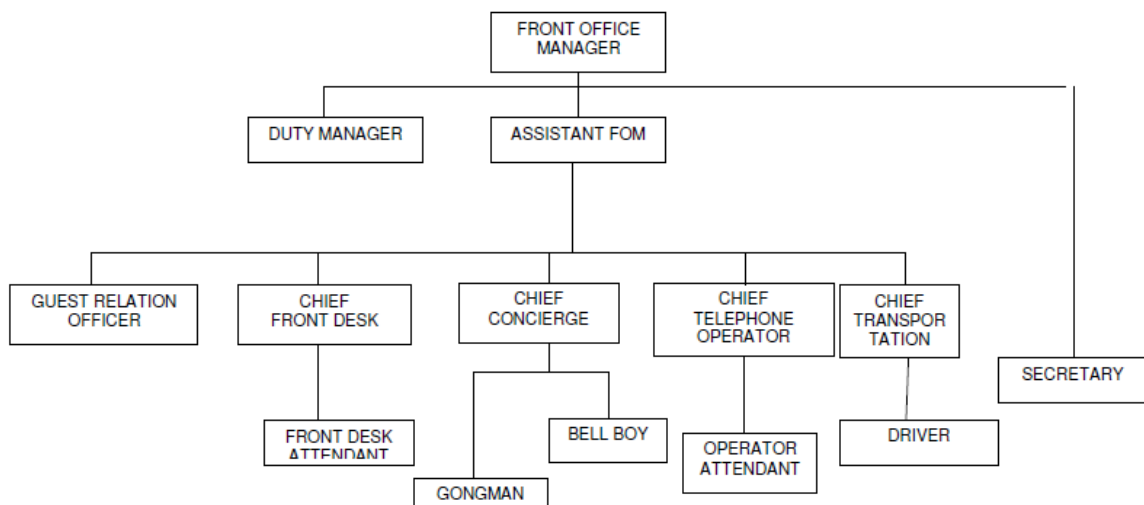 FRONT OFFICE
MANAGER
DUTY MANAGER
ASSISTANT FOM
GUEST RELATION
OFFICER
CHIEF
FRONT DESK
CHIEF
CONCIERGE
CHIEF
TELEPHONE
OPERATOR
CHIEF
TRANSPOR
TATION
SECRETARY
FRONT DESK
ATTENDANT
GONGMAN
BELL BOY
OPERATOR
ATTENDANT
DRIVER